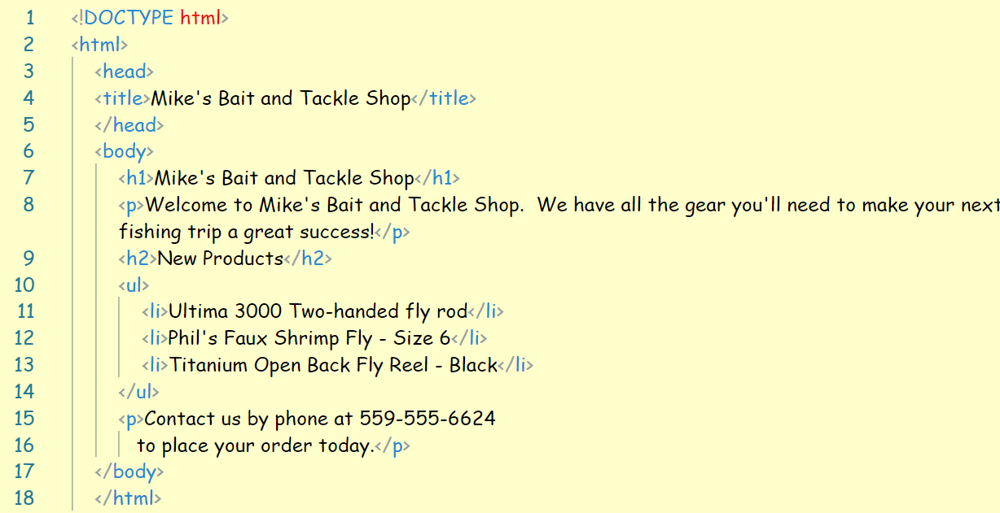 1 <!DOCTYPE html>
2 <html>
3 <head>
4 <title>Mike's Bait and Tackle Shop</title>
5 </head>
6 <body>
7 <h1>Mike's Bait and Tackle Shop</h1>
8 <p>Welcome to Mike's Bait and Tackle Shop.  We have all the gear you'll need to make your next
fishing trip a great success!</p>
9 <h2>New Products</h2>
10 <ul>
11 <li>Ultima 3000 Two-handed fly rod</li>
12 <li>Phil's Faux Shrimp Fly - Size 6</li>
13 <li>Titanium Open Back Fly Reel - Black</li>
14 </ul>
15 <p>Contact us by phone at 559-555-6624
16 to place your order today.</p>
17 </body>
18 </html>